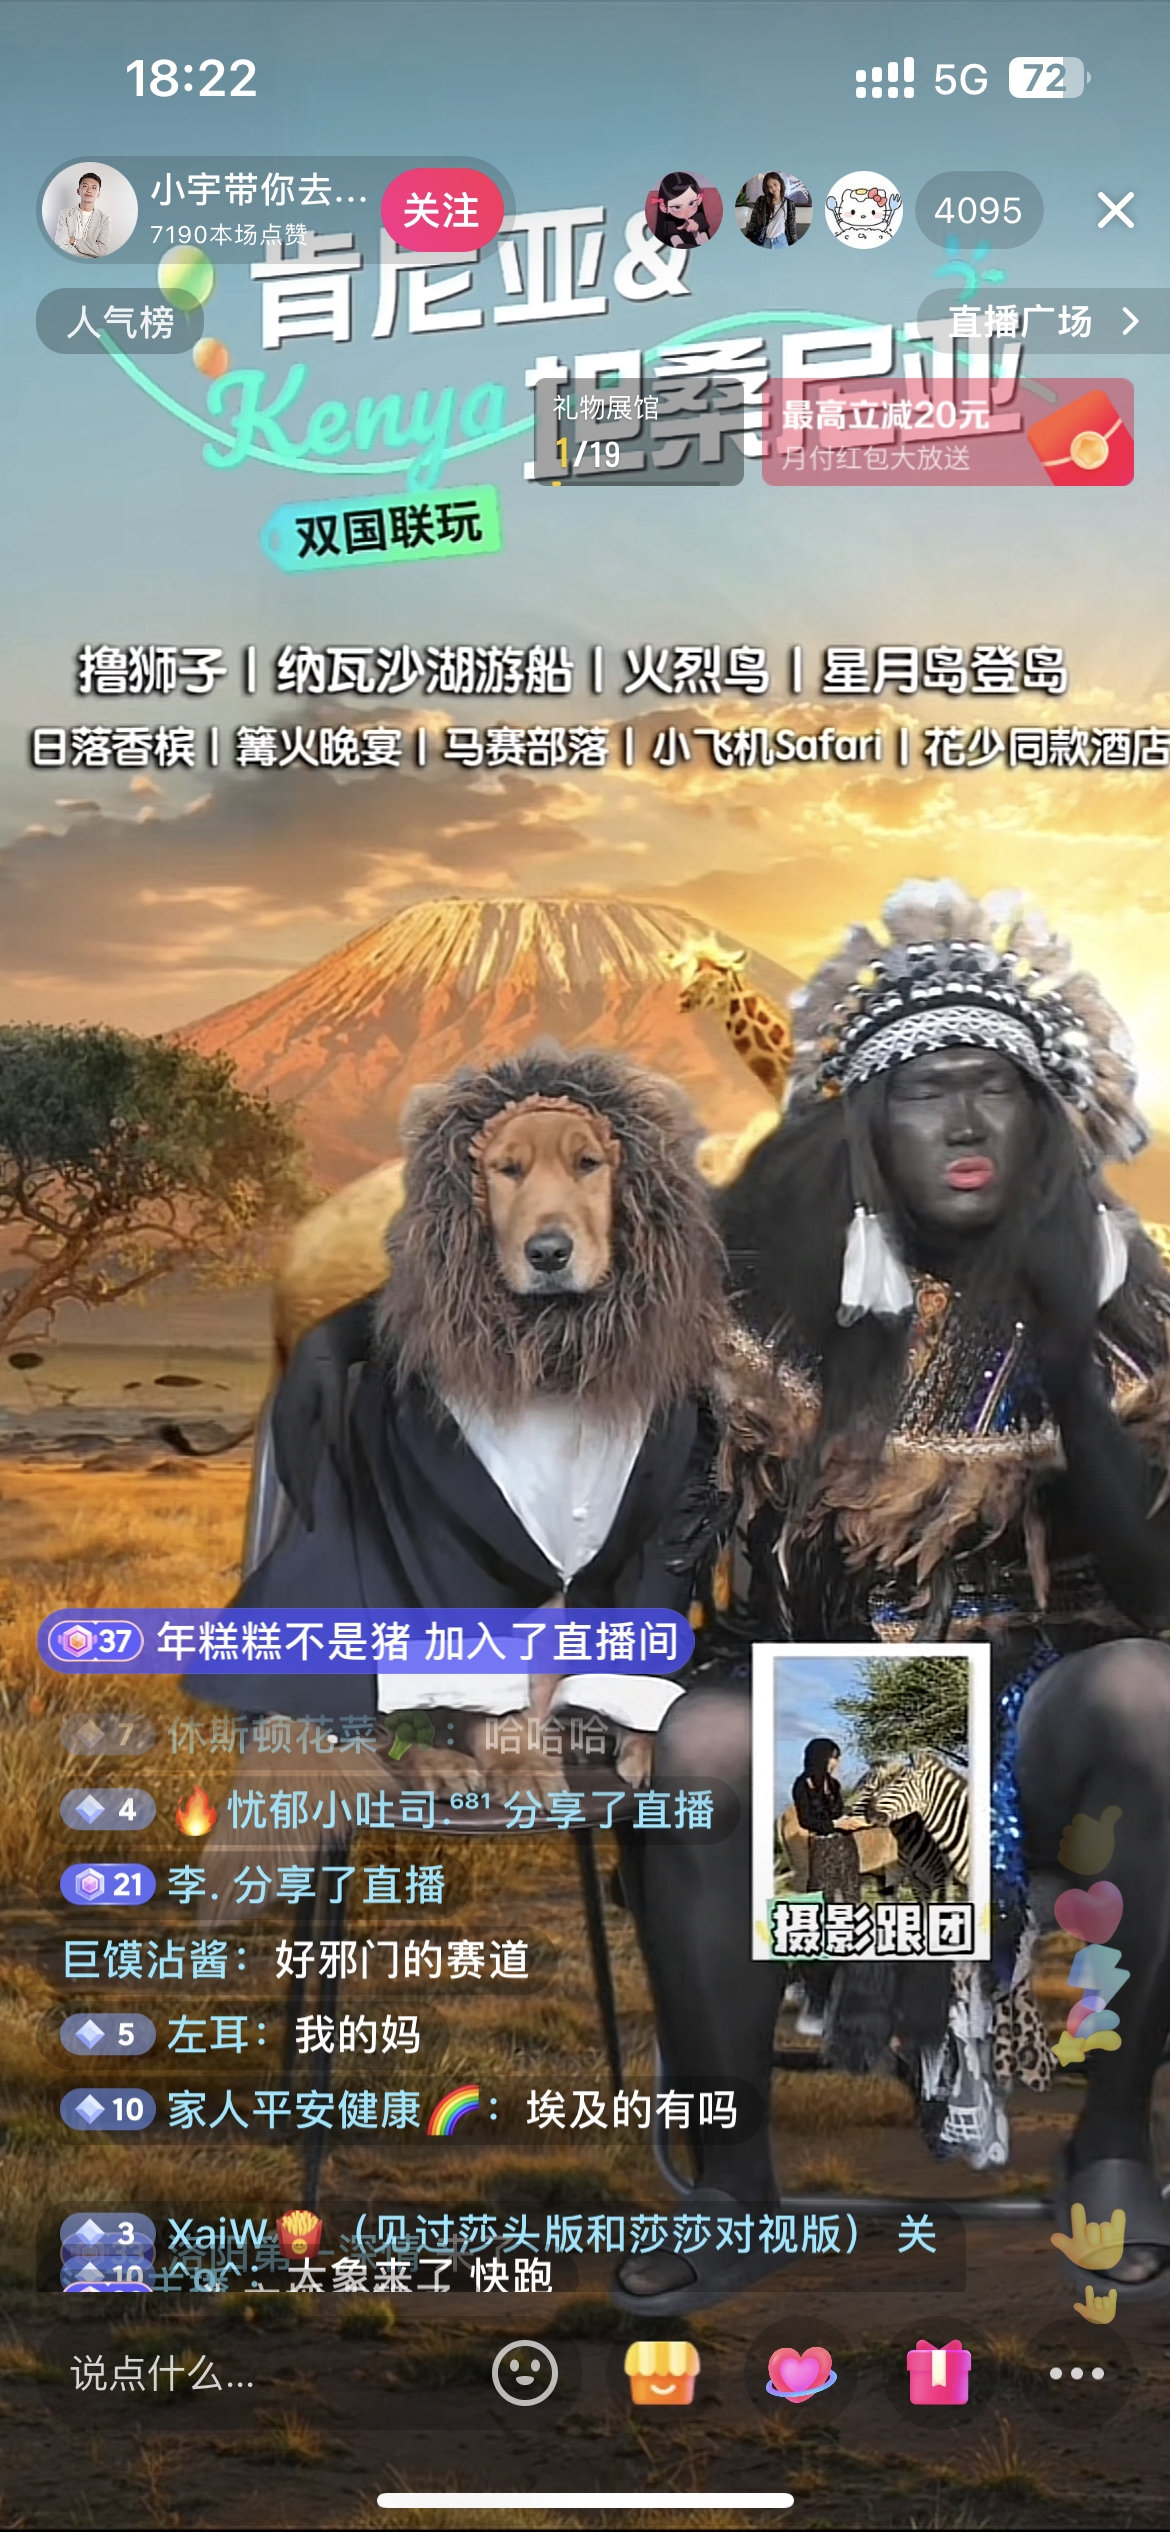 18:22
5G
72
小宇带你去...
7190本场点赞
关注
4095
人气榜
直播广场
肯尼亚&
Kenya
坦桑尼亚
礼物展馆
1/19
最高立减20元
月付红包大放送
双国联玩
撸狮子 | 纳瓦沙湖游船 | 火烈鸟 | 星月岛登岛
日落香槟 | 篝火晚宴 | 马赛部落 | 小飞机Safari | 花少同款酒店
37 年糕糕不是猪 加入了直播间
7 休斯顿花菜🥦：哈哈哈
4 🔥忧郁小吐司.⁶⁸¹ 分享了直播
21 李. 分享了直播
巨馍沾酱：好邪门的赛道
5 左耳：我的妈
10 家人平安健康🌈：埃及的有吗
3 XaiW🍟（见过莎头版和莎莎对视版） 关
10 大象来了 快跑
摄影跟团
说点什么...